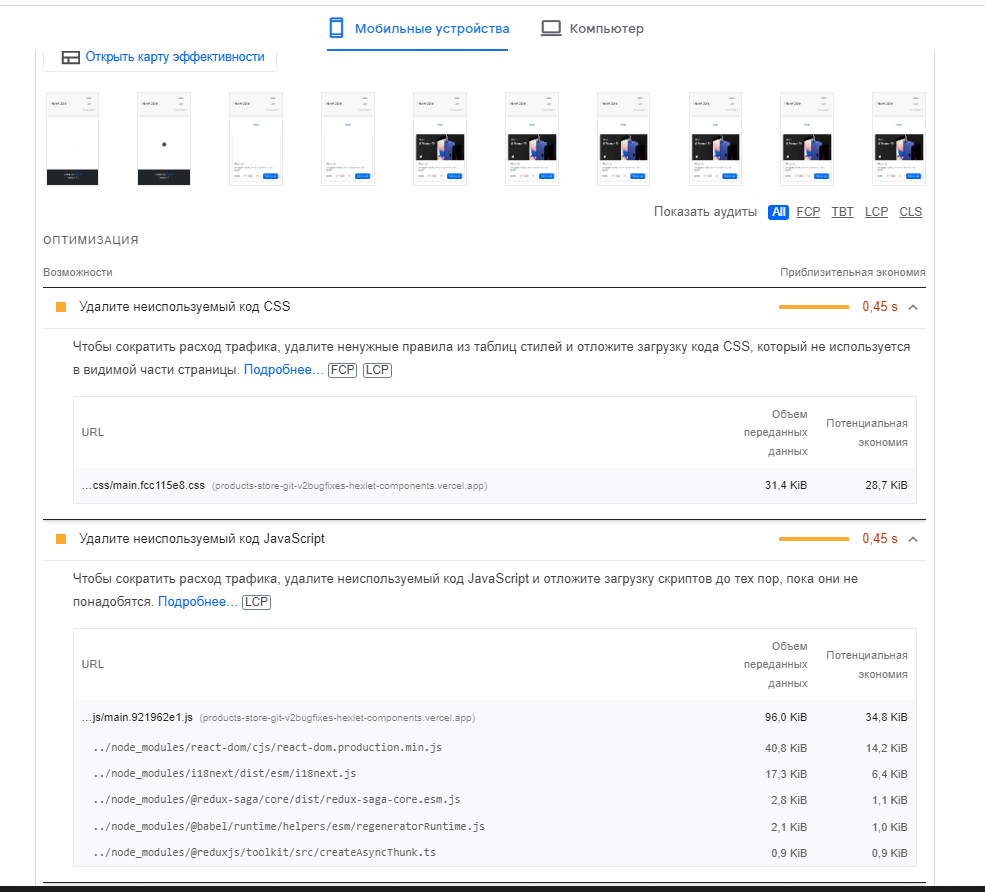 Мобильные устройства
Компьютер
Открыть карту эффективности
Показать аудиты All FCP TBT LCP CLS
ОПТИМИЗАЦИЯ
Возможности Приблизительная экономия
Удалите неиспользуемый код CSS 0,45 s
Чтобы сократить расход трафика, удалите ненужные правила из таблиц стилей и отложите загрузку кода CSS, который не используется
в видимой части страницы. Подробнее… FCP LCP
URL
Объем
переданных
данных
Потенциальная
экономия
…css/main.fcc115e8.css (products-store-git-v2bugfixes-hexlet-components.vercel.app) 31,4 KiB 28,7 KiB
Удалите неиспользуемый код JavaScript 0,45 s
Чтобы сократить расход трафика, удалите неиспользуемый код JavaScript и отложите загрузку скриптов до тех пор, пока они не
понадобятся. Подробнее… LCP
URL
Объем
переданных
данных
Потенциальная
экономия
…js/main.921962e1.js (products-store-git-v2bugfixes-hexlet-components.vercel.app) 96,0 KiB 34,8 KiB
../node_modules/react-dom/cjs/react-dom.production.min.js 40,8 KiB 14,2 KiB
../node_modules/i18next/dist/esm/i18next.js 17,3 KiB 6,4 KiB
../node_modules/@redux-saga/core/dist/redux-saga-core.esm.js 2,8 KiB 1,1 KiB
../node_modules/@babel/runtime/helpers/esm/regeneratorRuntime.js 2,1 KiB 1,0 KiB
../node_modules/@reduxjs/toolkit/src/createAsyncThunk.ts 0,9 KiB 0,9 KiB